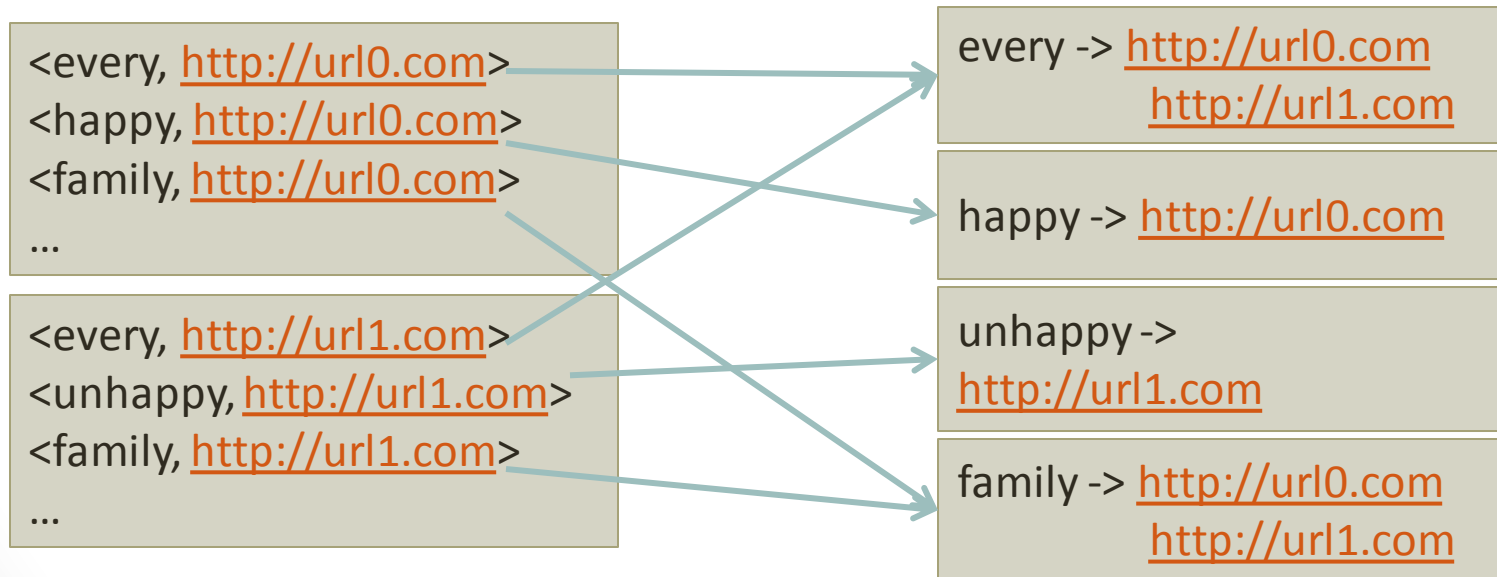 <every, http://url0.com>
<happy, http://url0.com>
<family, http://url0.com>
...
<every, http://url1.com>
<unhappy, http://url1.com>
<family, http://url1.com>
...
every -> http://url0.com
http://url1.com
happy -> http://url0.com
unhappy ->
http://url1.com
family -> http://url0.com
http://url1.com